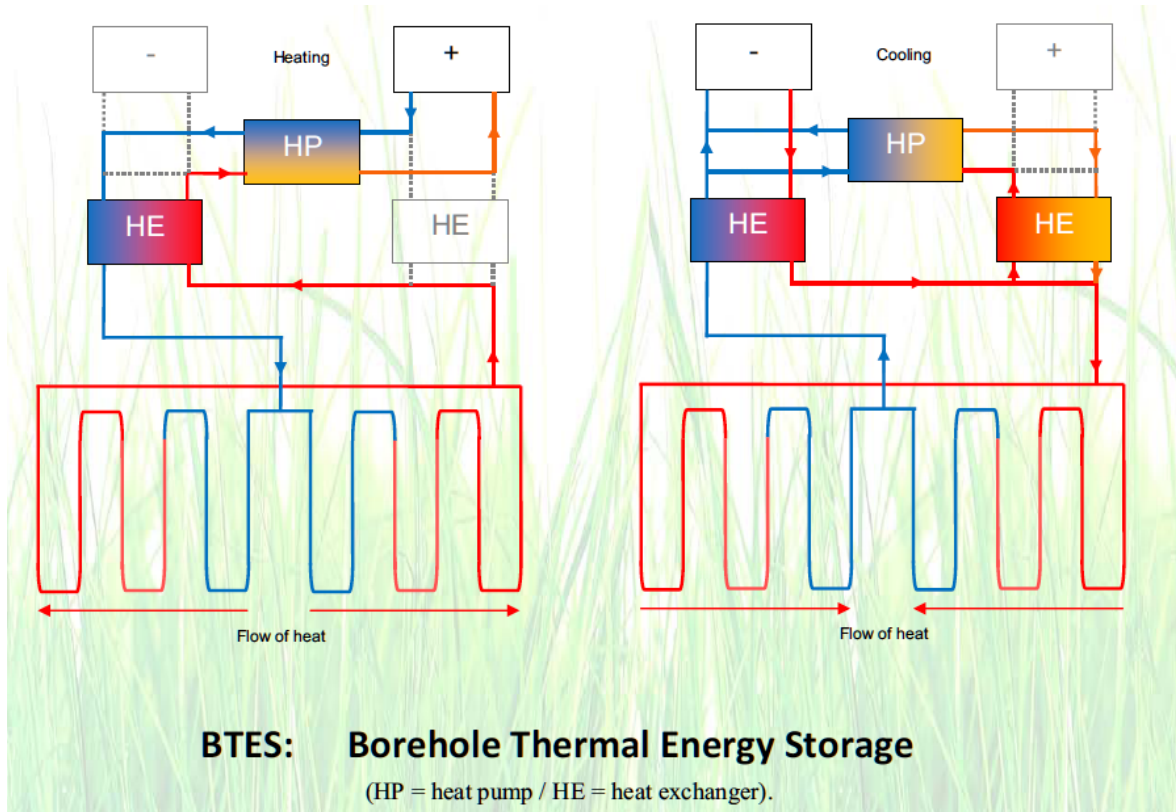 -
Heating
+
HP
HE
HE
Flow of heat
-
Cooling
+
HP
HE
HE
Flow of heat
BTES: Borehole Thermal Energy Storage
(HP = heat pump / HE = heat exchanger).